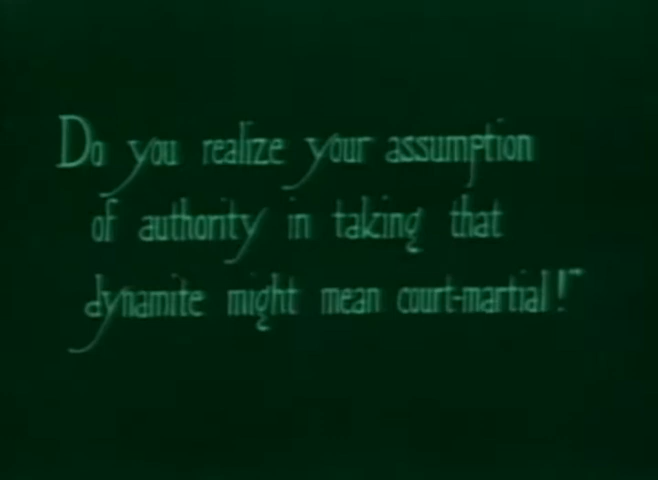 Do you realize your assumption
of authority in taking that
dynamite might mean court-martial!"